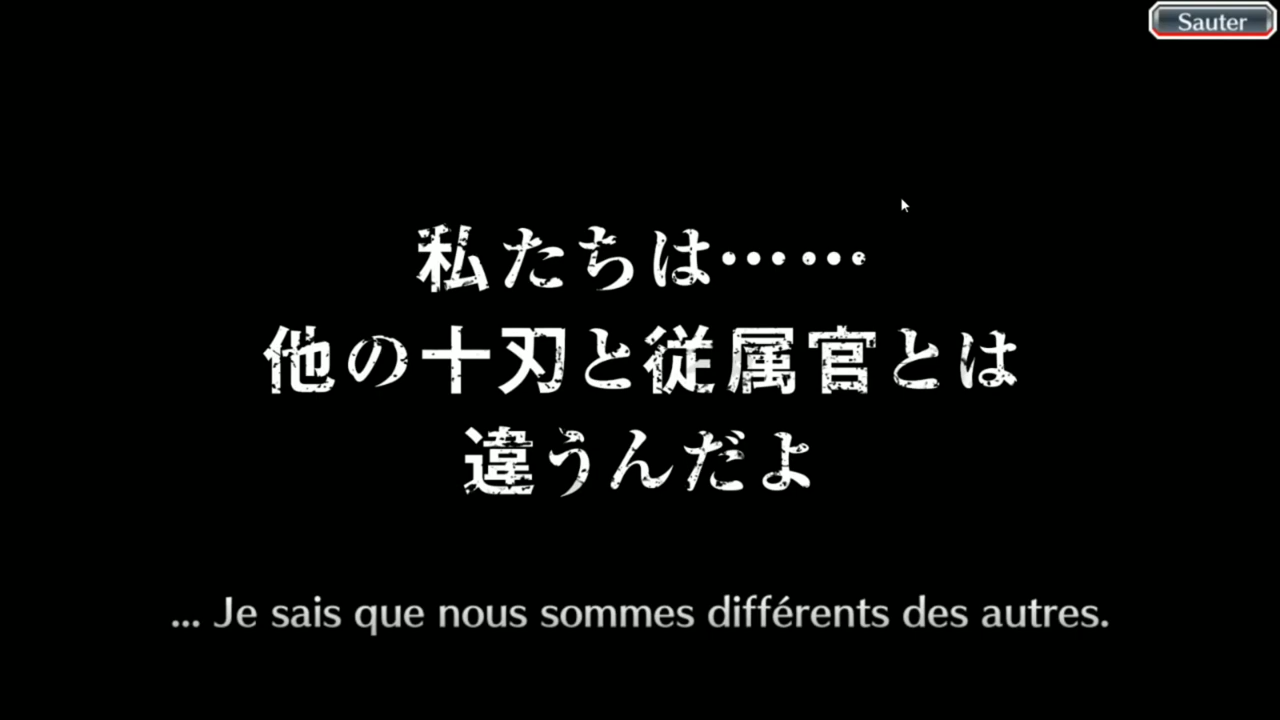 Sauter
私たちは……
他の十刃と従属官とは
違うんだよ
... Je sais que nous sommes différents des autres.